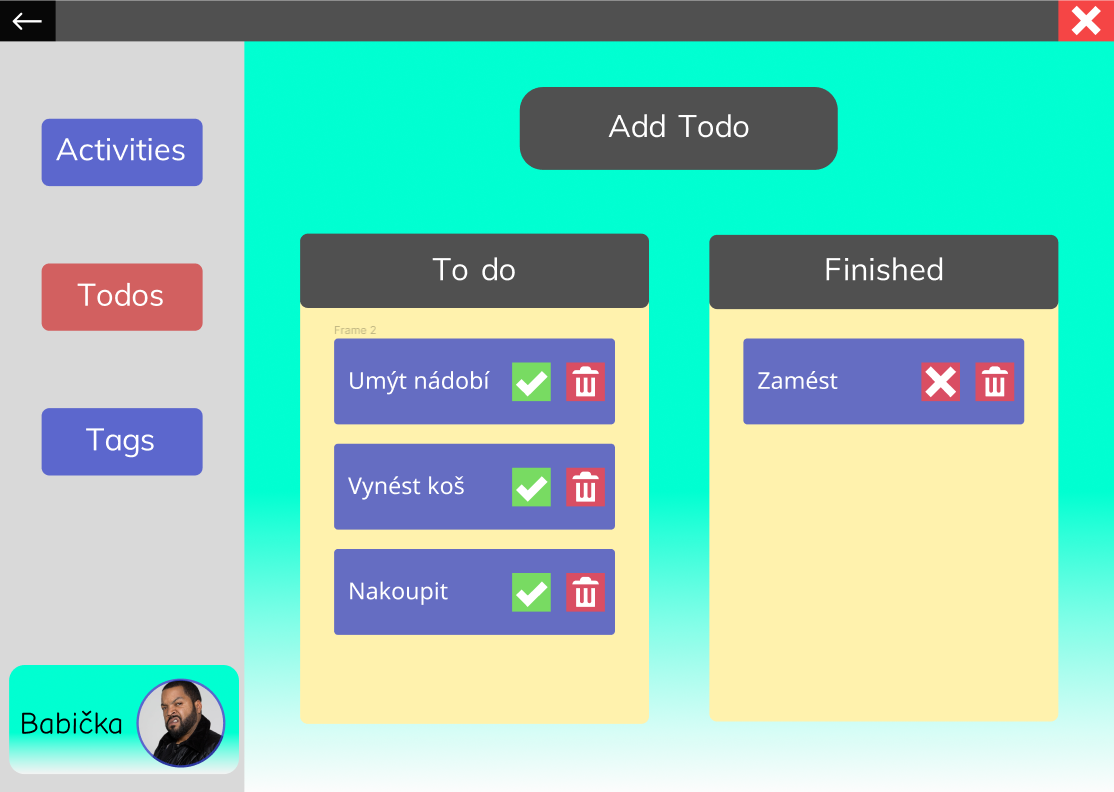 Activities
Todos
Tags
Babička
Add Todo
To do
Frame 2
Umýt nádobí
Vynést koš
Nakoupit
Finished
Zamést